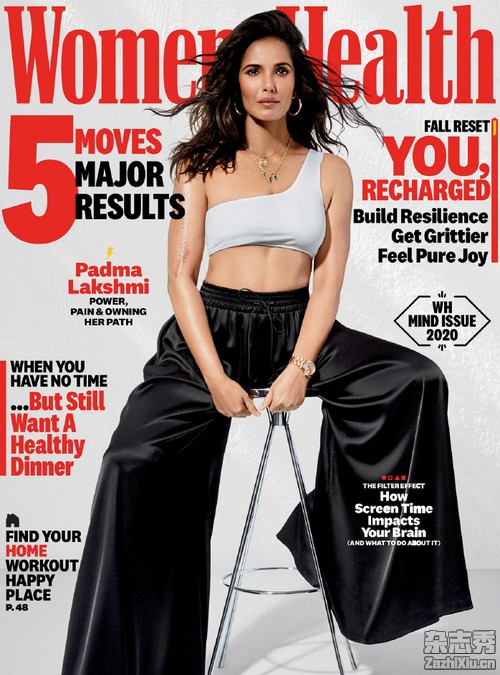 Women's Health
5 MOVES
MAJOR
RESULTS
FALL RESET
YOU,
RECHARGED
Build Resilience
Get Grittier
Feel Pure Joy
Padma
Lakshmi
POWER,
PAIN & OWNING
HER PATH
WH
MIND ISSUE
2020
WHEN YOU
HAVE NO TIME
...But Still
Want A
Healthy
Dinner
THE FILTER EFFECT
How
Screen Time
Impacts
Your Brain
(AND WHAT TO DO ABOUT IT)
FIND YOUR
HOME
WORKOUT
HAPPY
PLACE
P. 48
杂志秀
ZaZhiXiu.cn